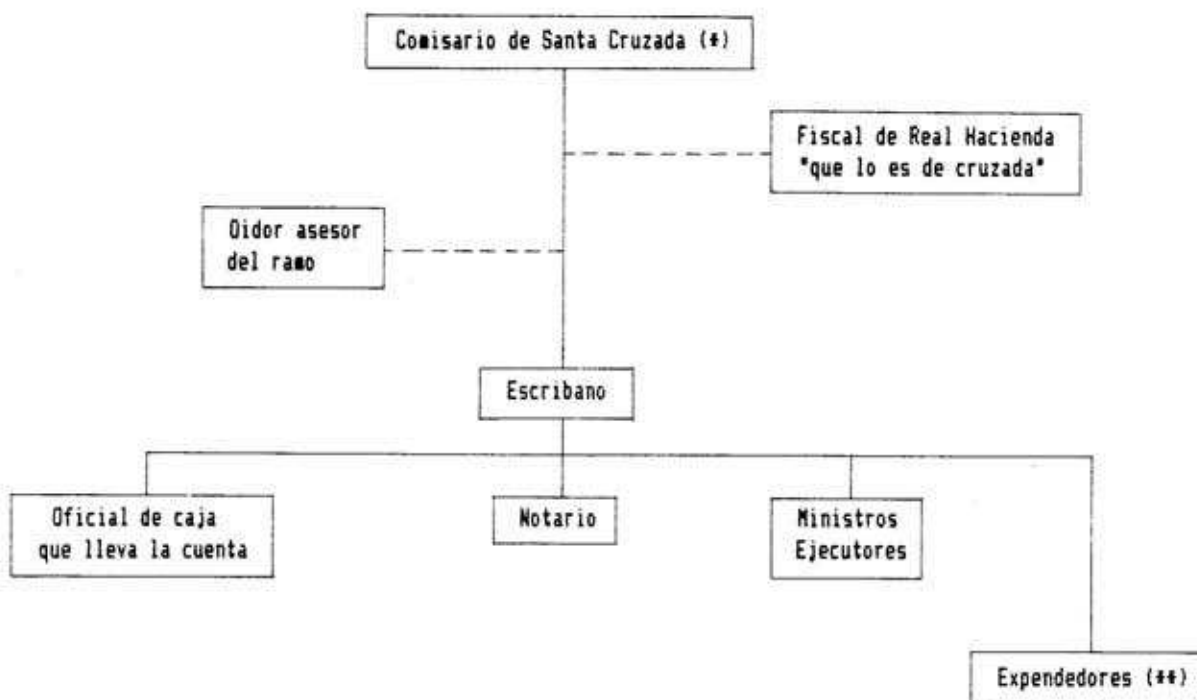 Comisario de Santa Cruzada (*)
Fiscal de Real Hacienda
"que lo es de cruzada"
Oidor asesor
del ramo
Escribano
Oficial de caja
que lleva la cuenta
Notario
Ministros
Ejecutores
Expendedores (**)